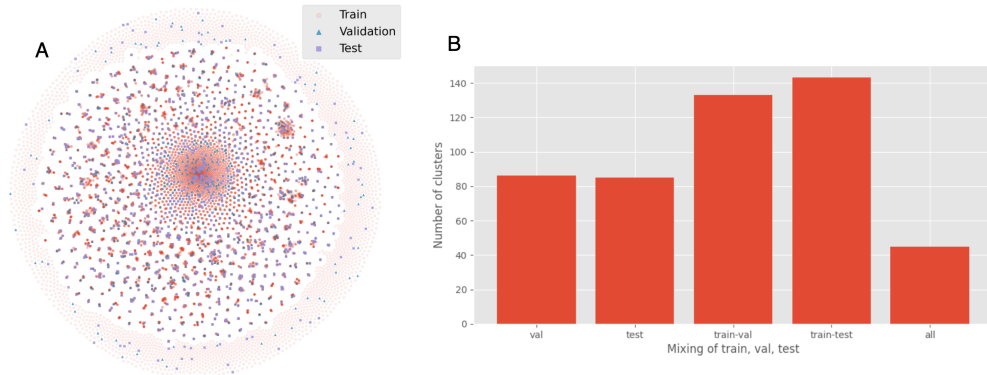 A
Train
Validation
Test
B
Number of clusters
140
120
100
80
60
40
20
0
val
test
train-val
train-test
all
Mixing of train, val, test